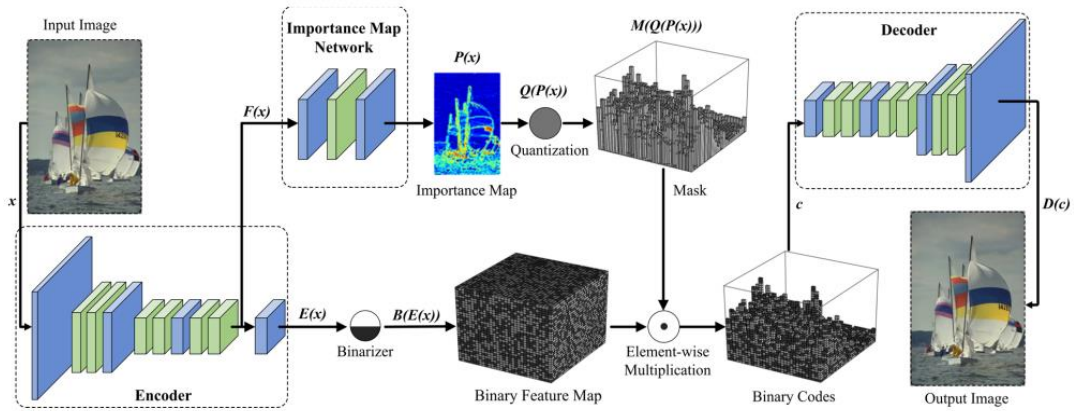 Input Image
Importance Map
Network
P(x)
M(Q(P(x)))
Decoder
F(x)
Q(P(x))
Quantization
Importance Map
Mask
x
c
D(c)
E(x)
B(E(x))
Binarizer
Element-wise
Multiplication
Encoder
Binary Feature Map
Binary Codes
Output Image